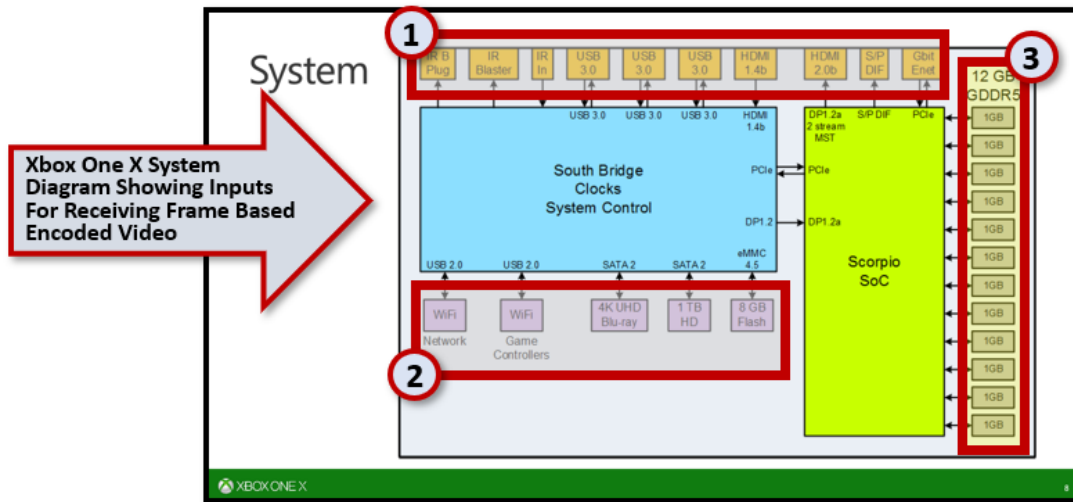 1
3
System
IR B
Plug
IR
Blaster
IR
In
USB
3.0
USB
3.0
USB
3.0
HDMI
1.4b
HDMI
2.0b
S/P
DIF
Gbit
Enet
12 GB
GDDR5
USB 3.0
USB 3.0
USB 3.0
HDMI
1.4b
DP1.2a
2 stream
MST
S/P DIF
PCIe
1GB
1GB
1GB
1GB
1GB
1GB
1GB
1GB
1GB
1GB
1GB
1GB
Xbox One X System
Diagram Showing Inputs
For Receiving Frame Based
Encoded Video
South Bridge
Clocks
System Control
PCIe
PCIe
DP1.2
DP1.2a
Scorpio
SoC
USB 2.0
USB 2.0
SATA 2
SATA 2
eMMC
4.5
WiFi
WiFi
4K UHD
Blu-ray
1 TB
HD
8 GB
Flash
Network
Game
Controllers
2
XBOX ONE X
8